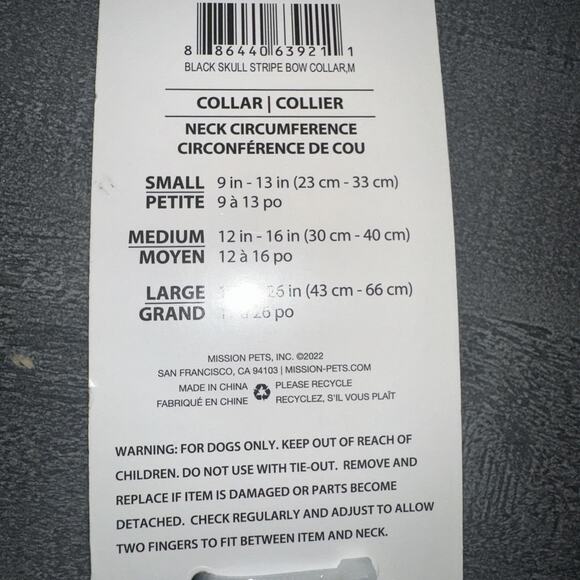 8 86440 63921 1
BLACK SKULL STRIPE BOW COLLAR,M
COLLAR | COLLIER
NECK CIRCUMFERENCE
CIRCONFÉRENCE DE COU
SMALL 9 in - 13 in (23 cm - 33 cm)
PETITE 9 à 13 po
MEDIUM 12 in - 16 in (30 cm - 40 cm)
MOYEN 12 à 16 po
LARGE 26 in (43 cm - 66 cm)
GRAND à 26 po
MISSION PETS, INC. ©2022
SAN FRANCISCO, CA 94103 | MISSION-PETS.COM
MADE IN CHINA PLEASE RECYCLE
FABRIQUÉ EN CHINE RECYCLEZ, S'IL VOUS PLAÎT
WARNING: FOR DOGS ONLY. KEEP OUT OF REACH OF
CHILDREN. DO NOT USE WITH TIE-OUT. REMOVE AND
REPLACE IF ITEM IS DAMAGED OR PARTS BECOME
DETACHED. CHECK REGULARLY AND ADJUST TO ALLOW
TWO FINGERS TO FIT BETWEEN ITEM AND NECK.